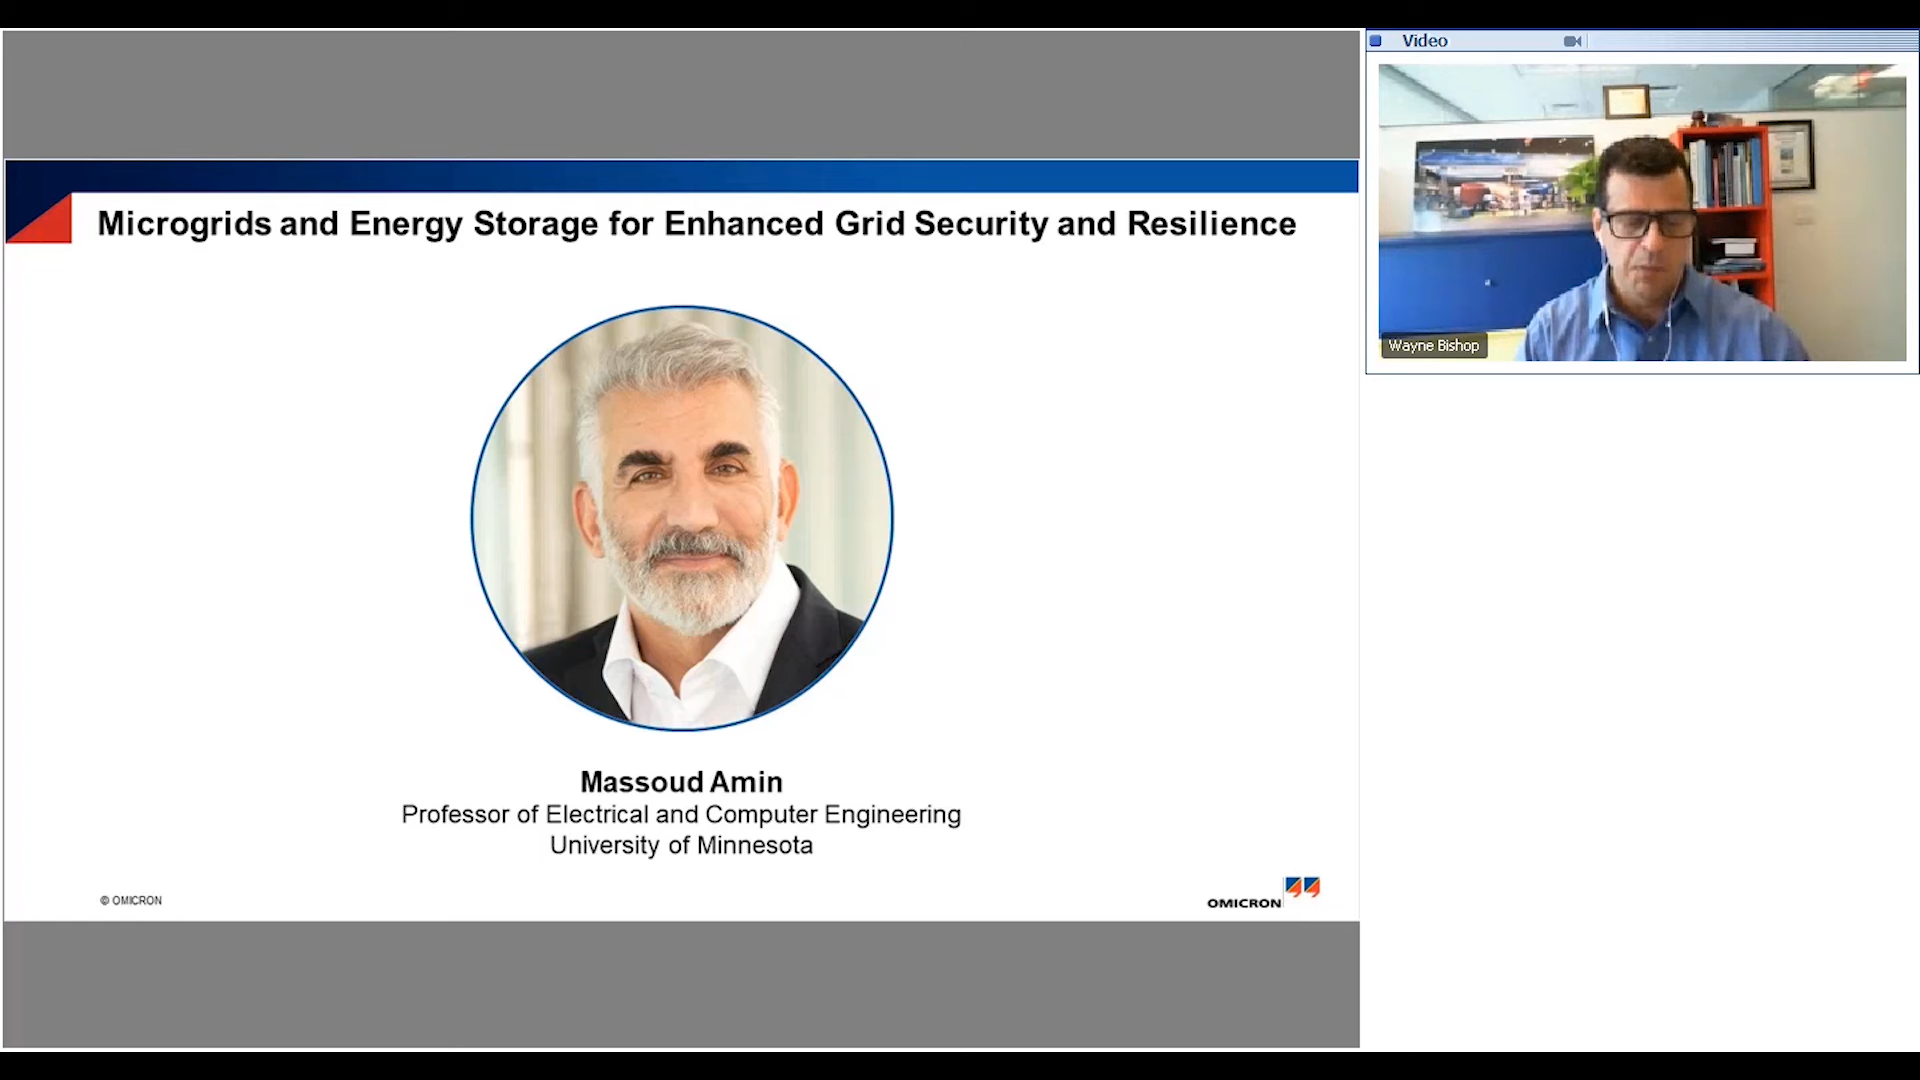 Video
Microgrids and Energy Storage for Enhanced Grid Security and Resilience
Wayne Bishop
Massoud Amin
Professor of Electrical and Computer Engineering
University of Minnesota
© OMICRON
OMICRON